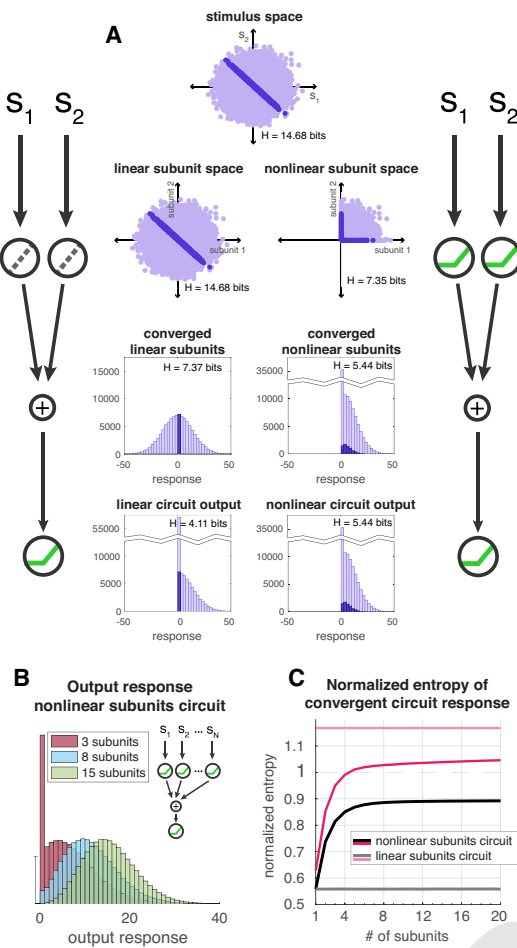 A
stimulus space
S2
S1
H = 14.68 bits
S1 S2
S1 S2
linear subunit space
nonlinear subunit space
subunit 2
subunit 1
H = 14.68 bits
subunit 2
subunit 1
H = 7.35 bits
converged
linear subunits
converged
nonlinear subunits
H = 7.37 bits
15000
10000
5000
0
-50 0 50
response
H = 5.44 bits
35000
10000
5000
0
-50 0 50
response
+
+
linear circuit output
nonlinear circuit output
H = 4.11 bits
55000
10000
5000
0
-50 0 50
response
H = 5.44 bits
35000
10000
5000
0
-50 0 50
response
B
Output response
nonlinear subunits circuit
3 subunits
8 subunits
15 subunits
S1 S2 ... SN
...
+
0 20 40
output response
C
Normalized entropy of
convergent circuit response
normalized entropy
1.1
1
0.9
0.8
0.7
0.6
0.5
nonlinear subunits circuit
linear subunits circuit
1 4 8 12 16 20
# of subunits